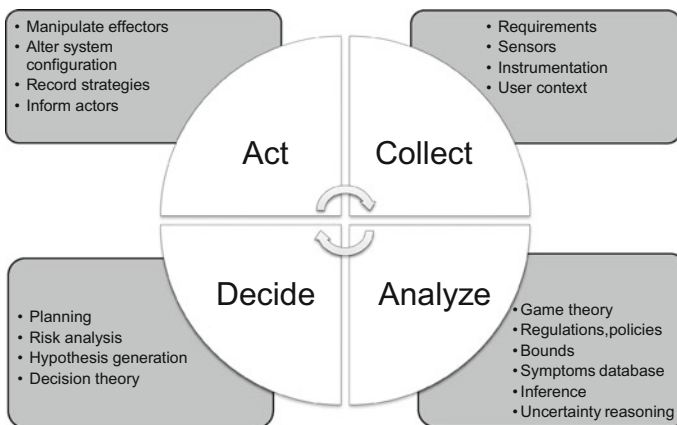 • Manipulate effectors
• Alter system
configuration
• Record strategies
• Inform actors
• Requirements
• Sensors
• Instrumentation
• User context
Act
Collect
Decide
Analyze
• Planning
• Risk analysis
• Hypothesis generation
• Decision theory
•Game theory
•Regulations,policies
•Bounds
•Symptoms database
•Inference
•Uncertainty reasoning